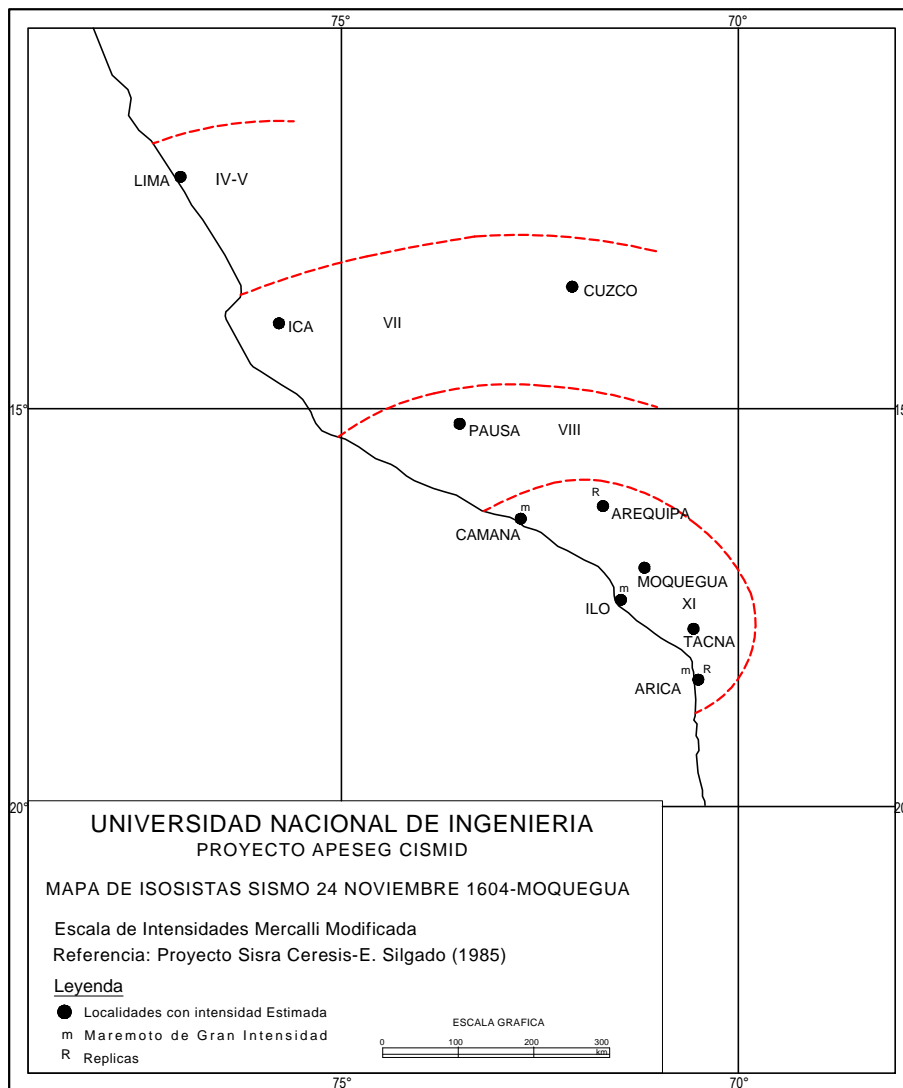 75°
70°
LIMA
IV-V
CUZCO
ICA
VII
15°
15°
PAUSA
VIII
R
AREQUIPA
m
CAMANA
MOQUEGUA
m
ILO
XI
TACNA
m
R
ARICA
20°
20
UNIVERSIDAD NACIONAL DE INGENIERIA
PROYECTO APESEG CISMID
MAPA DE ISOSISTAS SISMO 24 NOVIEMBRE 1604-MOQUEGUA
Escala de Intensidades Mercalli Modificada
Referencia: Proyecto Sisra Ceresis-E. Silgado (1985)
Leyenda
Localidades con intensidad Estimada
m Maremoto de Gran Intensidad
R Replicas
ESCALA GRAFICA
0 100 200 300
km.
75°
70°